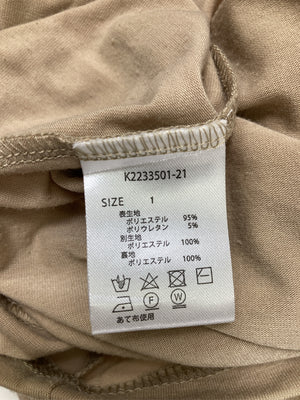 K2233501-21
SIZE 1
表生地
ポリエステル 95%
ポリウレタン 5%
別生地
ポリエステル 100%
裏地
ポリエステル 100%
F W
あて布使用